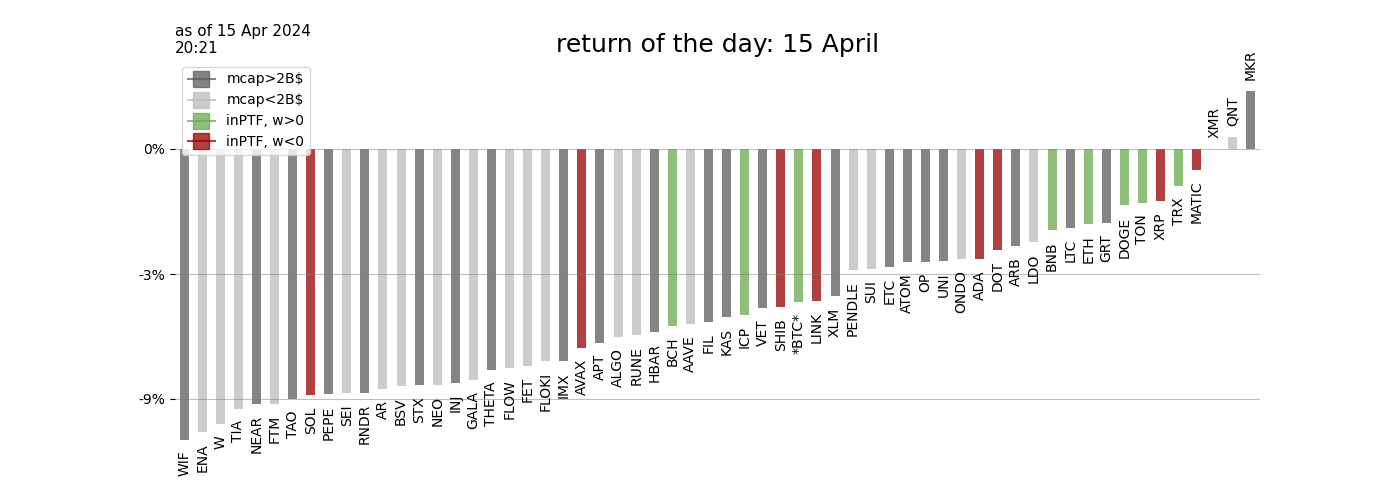 as of 15 Apr 2024
20:21
return of the day: 15 April
mcap>2B$
mcap<2B$
inPTF, w>0
inPTF, w<0
0%
-3%
-9%
WIF
ENA
W
TIA
NEAR
FTM
TAO
SOL
PEPE
SEI
RNDR
AR
BSV
STX
NEO
INJ
GALA
THETA
FLOW
FET
FLOKI
IMX
AVAX
APT
ALGO
RUNE
HBAR
BCH
AAVE
FIL
KAS
ICP
VET
SHIB
*BTC*
LINK
XLM
PENDLE
SUI
ETC
ATOM
OP
UNI
ONDO
ADA
DOT
ARB
LDO
BNB
LTC
ETH
GRT
DOGE
TON
XRP
TRX
MATIC
XMR
QNT
MKR